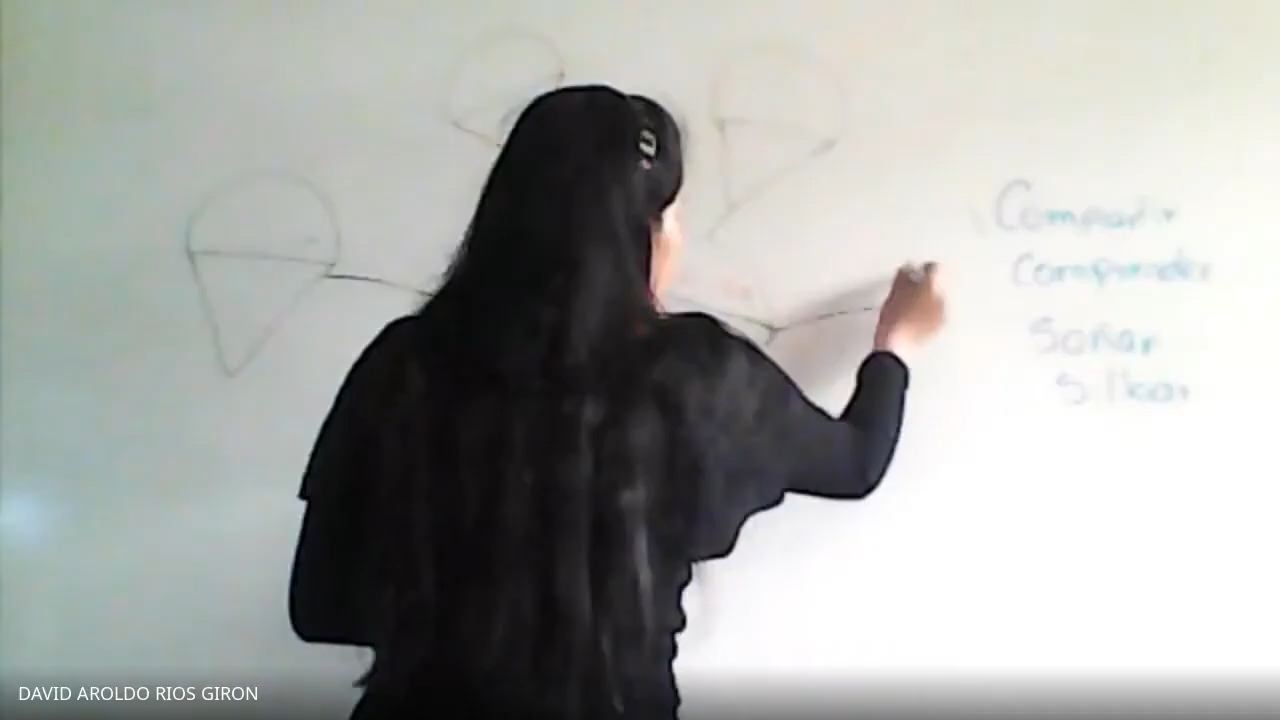 Compartir
Comprender
Soñar
Silbar
DAVID AROLDO RIOS GIRON